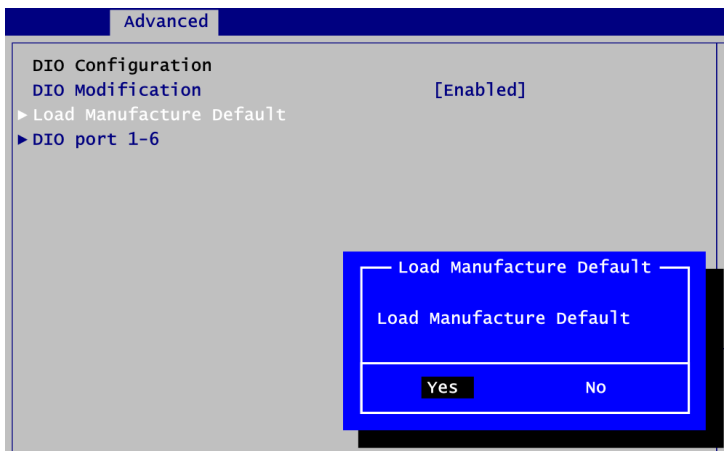 Advanced
DIO Configuration
DIO Modification [Enabled]
Load Manufacture Default
DIO port 1-6
Load Manufacture Default
Load Manufacture Default
Yes No